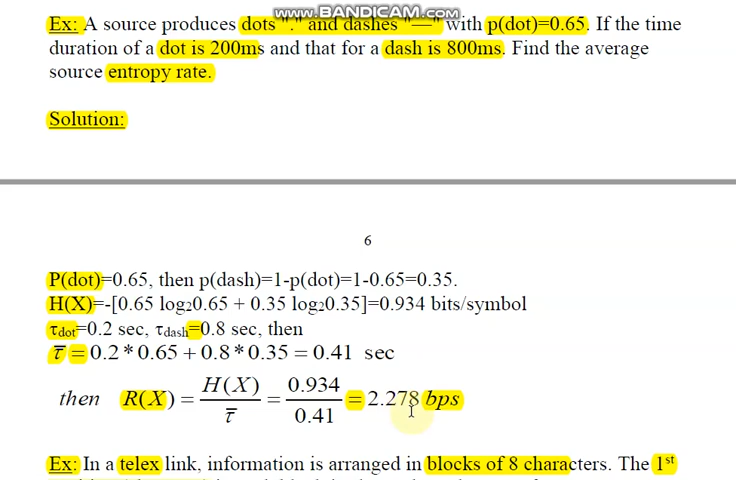 www.BANDICAM.com
Ex: A source produces dots "." and dashes "—" with p(dot)=0.65. If the time
duration of a dot is 200ms and that for a dash is 800ms. Find the average
source entropy rate.
Solution:
6
P(dot)=0.65, then p(dash)=1-p(dot)=1-0.65=0.35.
H(X)=-[0.65 log₂0.65 + 0.35 log₂0.35]=0.934 bits/symbol
τdot=0.2 sec, τdash=0.8 sec, then
τ̅ = 0.2*0.65 + 0.8*0.35 = 0.41 sec
then R(X) = H(X)/τ̅ = 0.934/0.41 = 2.278 bps
Ex: In a telex link, information is arranged in blocks of 8 characters. The 1st